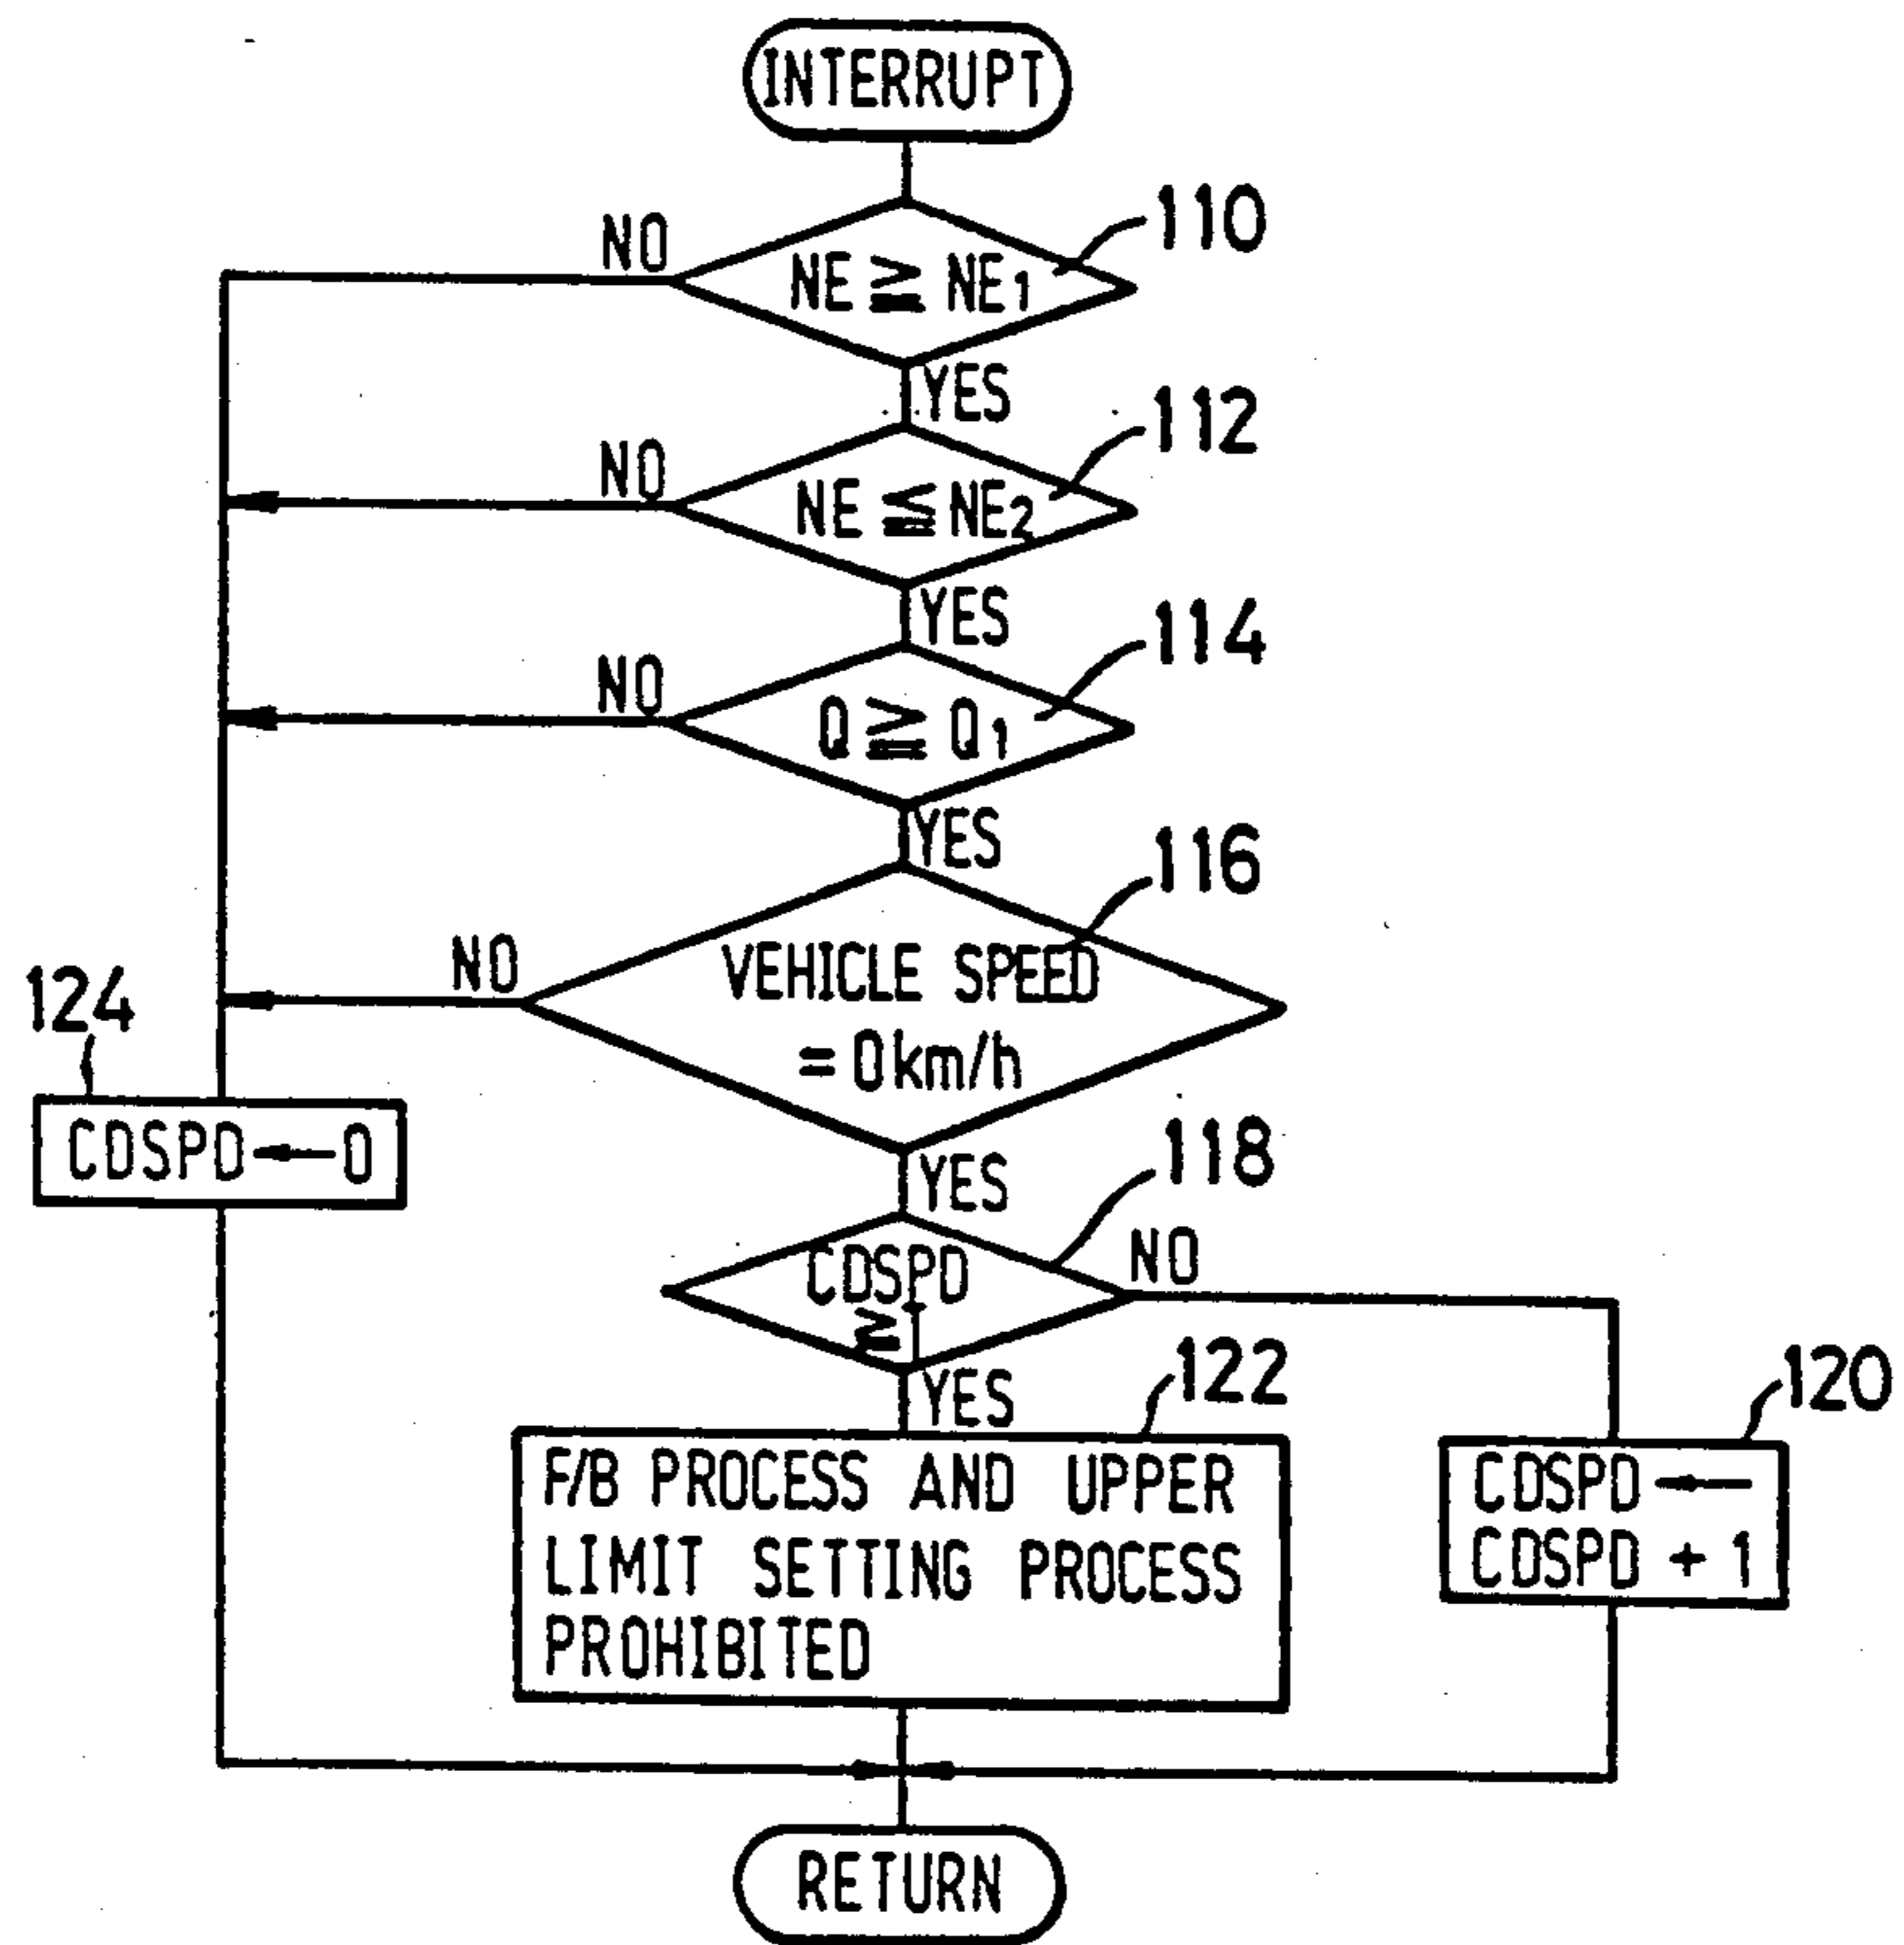 INTERRUPT
110
NO
NE ≧ NE1
YES
112
NO
NE ≦ NE2
YES
114
NO
Q ≧ Q1
YES
116
NO
VEHICLE SPEED
= 0km/h
124
CDSPD ← 0
YES
118
CDSPD
NO
≧ T
YES
122
120
F/B PROCESS AND UPPER
LIMIT SETTING PROCESS
PROHIBITED
CDSPD ←
CDSPD + 1
RETURN